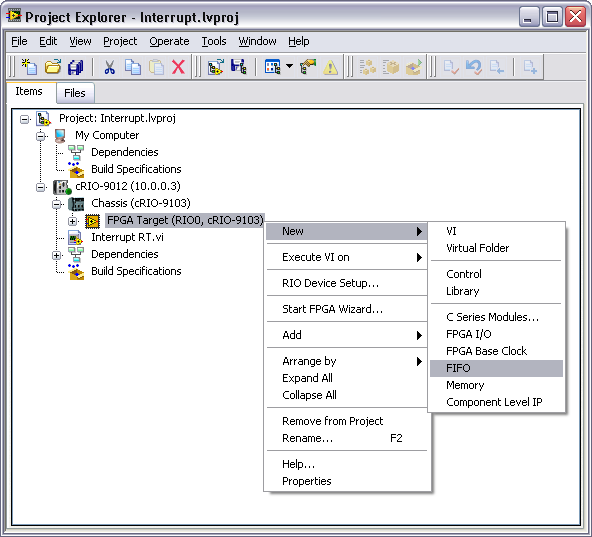 Project Explorer - Interrupt.lvproj
File Edit View Project Operate Tools Window Help
Items Files
Project: Interrupt.lvproj
My Computer
Dependencies
Build Specifications
cRIO-9012 (10.0.0.3)
Chassis (cRIO-9103)
FPGA Target (RIO0, cRIO-9103)
Interrupt RT.vi
Dependencies
Build Specifications
New
Execute VI on
RIO Device Setup...
Start FPGA Wizard...
Add
Arrange by
Expand All
Collapse All
Remove from Project
Rename... F2
Help...
Properties
VI
Virtual Folder
Control
Library
C Series Modules...
FPGA I/O
FPGA Base Clock
FIFO
Memory
Component Level IP